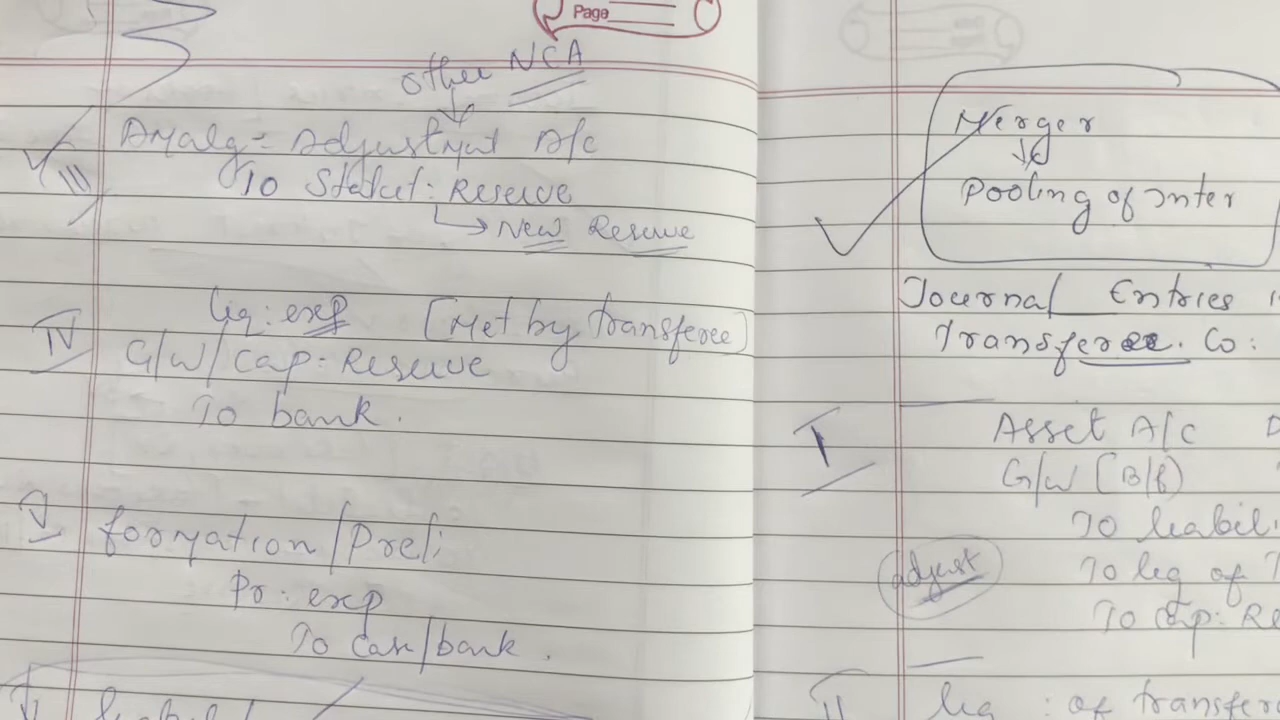 Page
other NCA
Amalg = Adjustment A/c
III To Statut: Reserve
New Reserve
liq: exp [Met by transferee]
IV
G/W/Cap. Reserve
To bank.
V formation/Preli
Pr: exp
To Cash/bank.
Merger
Pooling of Inter
Journal Entries i
Transferee. Co:
I Asset A/c D
G/W (B/f)
To liabil
adjust To liq of T
To Cap: Re
II liq : of transfer